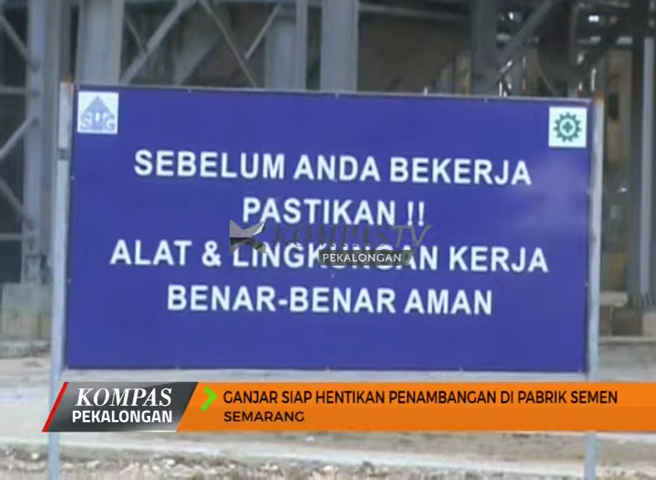 SMG
SEBELUM ANDA BEKERJA
PASTIKAN !!
KOMPASTV
PEKALONGAN
ALAT & LINGKUNGAN KERJA
BENAR-BENAR AMAN
KOMPAS
PEKALONGAN
GANJAR SIAP HENTIKAN PENAMBANGAN DI PABRIK SEMEN
SEMARANG